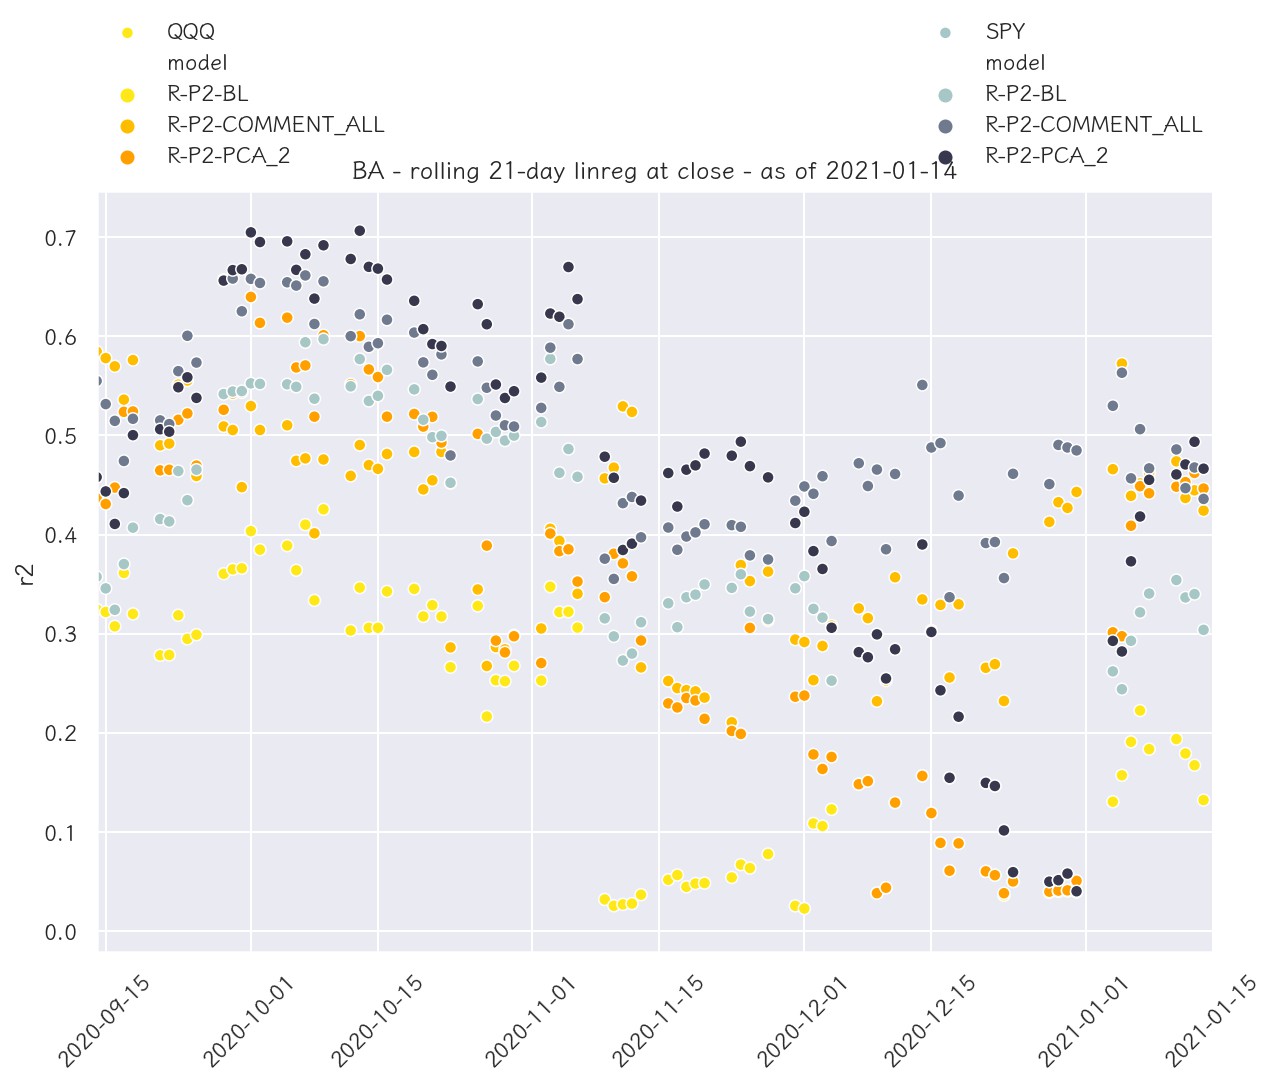 QQQ
model
R-P2-BL
R-P2-COMMENT_ALL
R-P2-PCA_2
SPY
model
R-P2-BL
R-P2-COMMENT_ALL
R-P2-PCA_2
BA - rolling 21-day linreg at close - as of 2021-01-14
r2
0.7
0.6
0.5
0.4
0.3
0.2
0.1
0.0
2020-09-15
2020-10-01
2020-10-15
2020-11-01
2020-11-15
2020-12-01
2020-12-15
2021-01-01
2021-01-15